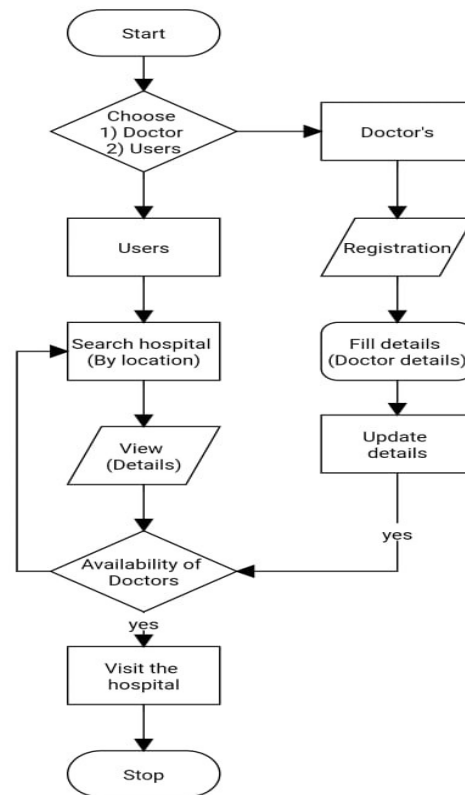 Start
Choose
1) Doctor
2) Users
Doctor's
Users
Registration
Search hospital
(By location)
Fill details
(Doctor details)
View
(Details)
Update
details
yes
Availability of
Doctors
yes
Visit the
hospital
Stop